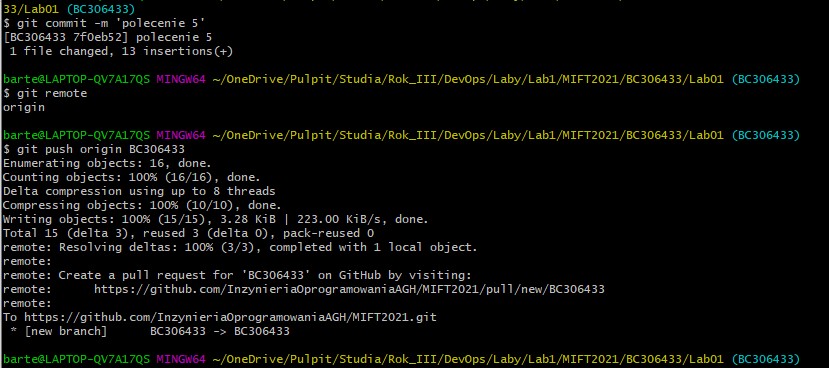 33/Lab01 (BC306433)
$ git commit -m 'polecenie 5'
[BC306433 7f0eb52] polecenie 5
 1 file changed, 13 insertions(+)

barte@LAPTOP-QV7A17QS MINGW64 ~/OneDrive/Pulpit/Studia/Rok_III/DevOps/Laby/Lab1/MIFT2021/BC306433/Lab01 (BC306433)
$ git remote
origin

barte@LAPTOP-QV7A17QS MINGW64 ~/OneDrive/Pulpit/Studia/Rok_III/DevOps/Laby/Lab1/MIFT2021/BC306433/Lab01 (BC306433)
$ git push origin BC306433
Enumerating objects: 16, done.
Counting objects: 100% (16/16), done.
Delta compression using up to 8 threads
Compressing objects: 100% (10/10), done.
Writing objects: 100% (15/15), 3.28 KiB | 223.00 KiB/s, done.
Total 15 (delta 3), reused 3 (delta 0), pack-reused 0
remote: Resolving deltas: 100% (3/3), completed with 1 local object.
remote:
remote: Create a pull request for 'BC306433' on GitHub by visiting:
remote:      https://github.com/InzynieriaOprogramowaniaAGH/MIFT2021/pull/new/BC306433
remote:
To https://github.com/InzynieriaOprogramowaniaAGH/MIFT2021.git
 * [new branch]      BC306433 -> BC306433

barte@LAPTOP-QV7A17QS MINGW64 ~/OneDrive/Pulpit/Studia/Rok_III/DevOps/Laby/Lab1/MIFT2021/BC306433/Lab01 (BC306433)